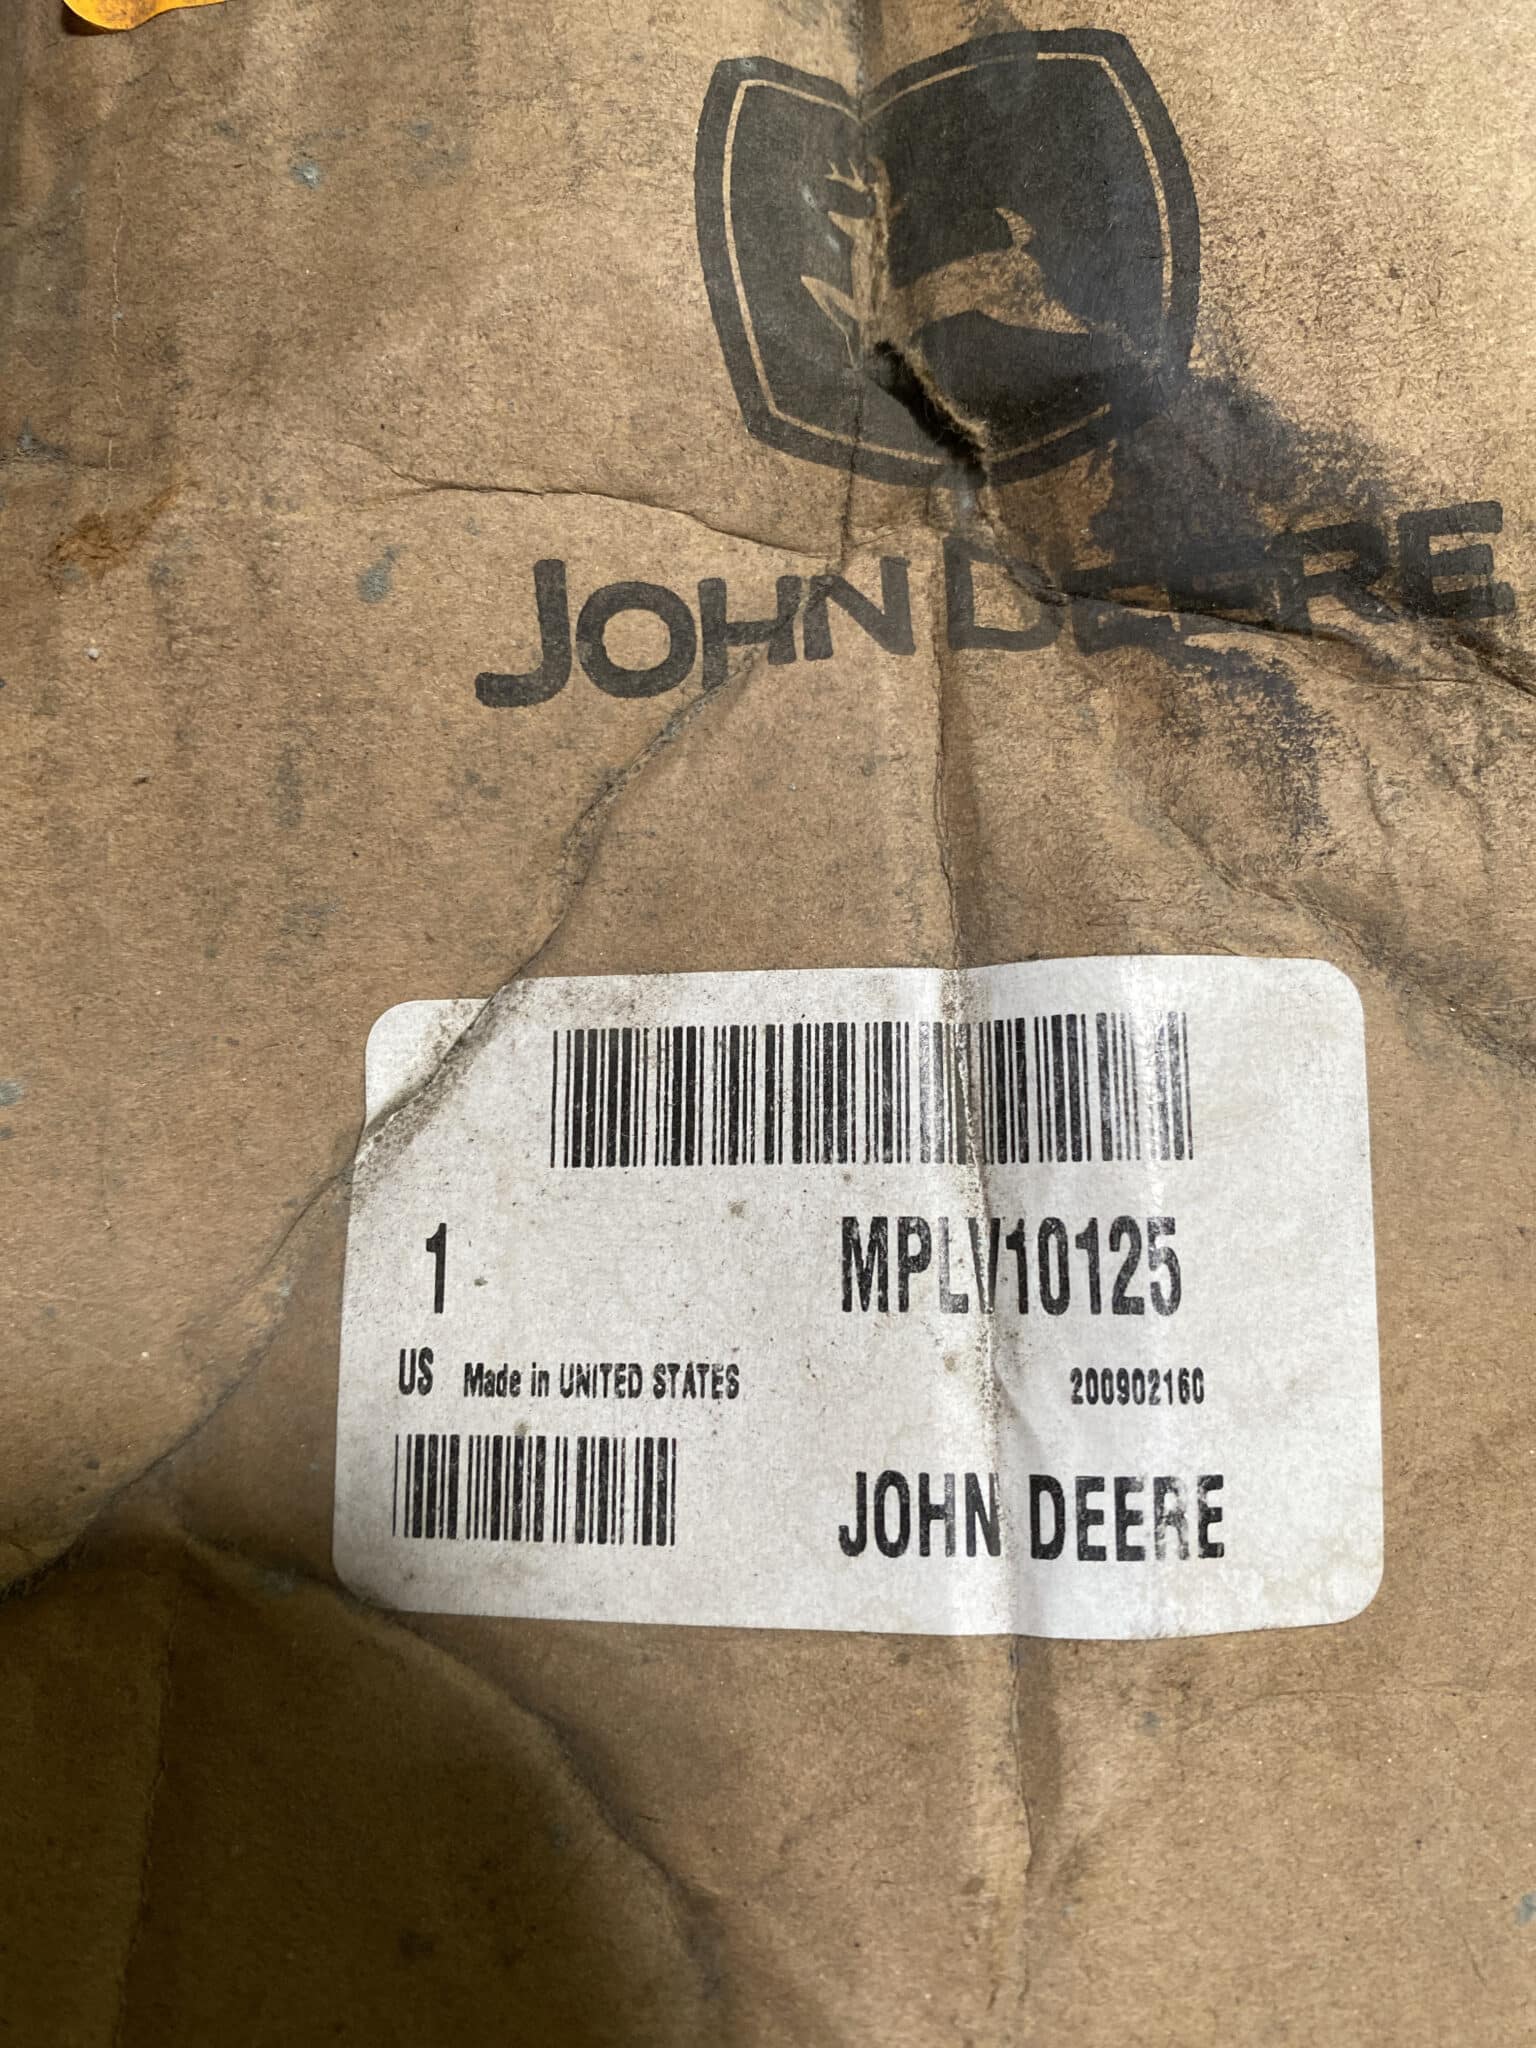 JOHN DEERE
1 MPLV10125
US Made in UNITED STATES 200902160
JOHN DEERE